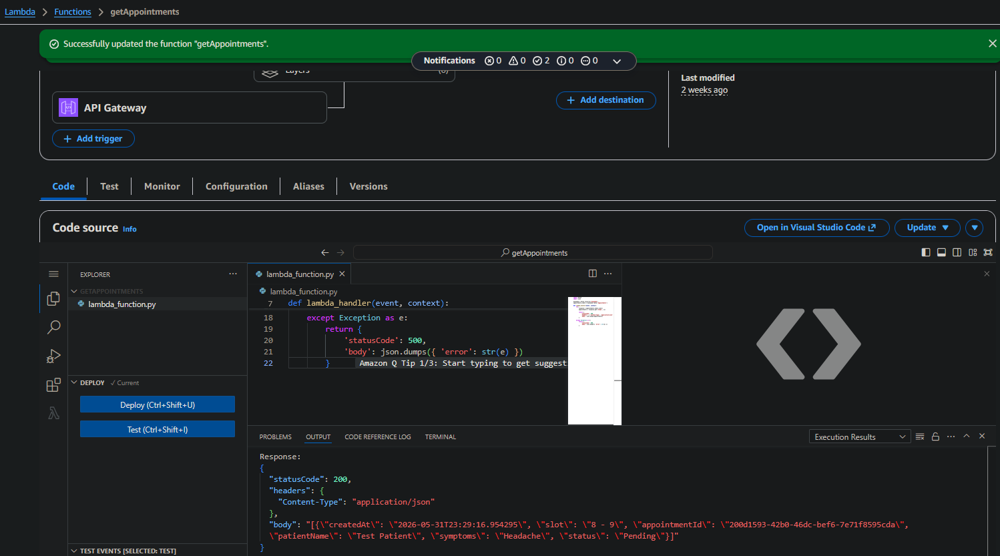 Lambda > Functions > getAppointments
Successfully updated the function "getAppointments".
Notifications 0 0 2 0 0
Layers (0)
Last modified
2 weeks ago
API Gateway
+ Add destination
+ Add trigger
Code Test Monitor Configuration Aliases Versions
Code source Info
Open in Visual Studio Code Update
getAppointments
EXPLORER
lambda_function.py
GETAPPOINTMENTS
lambda_function.py
lambda_function.py
7 def lambda_handler(event, context):
18 except Exception as e:
19 return {
20 'statusCode': 500,
21 'body': json.dumps({ 'error': str(e) })
22 } Amazon Q Tip 1/3: Start typing to get suggesti
DEPLOY ✓ Current
Deploy (Ctrl+Shift+U)
Test (Ctrl+Shift+I)
PROBLEMS OUTPUT CODE REFERENCE LOG TERMINAL
Execution Results
Response:
{
"statusCode": 200,
"headers": {
"Content-Type": "application/json"
},
"body": "[{\"createdAt\": \"2026-05-31T23:29:16.954295\", \"slot\": \"8 - 9\", \"appointmentId\": \"200d1593-42b0-46dc-bef6-7e71f8595cda\",
\"patientName\": \"Test Patient\", \"symptoms\": \"Headache\", \"status\": \"Pending\"}]"
}
TEST EVENTS [SELECTED: TEST]